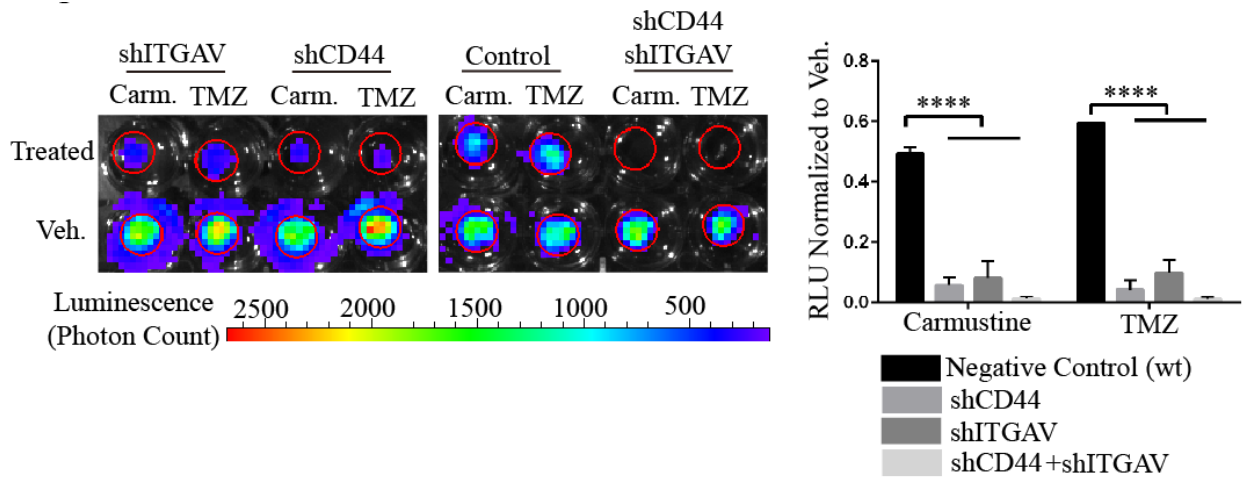 shITGAV shCD44 Control shCD44
shITGAV
Carm. TMZ Carm. TMZ Carm. TMZ Carm. TMZ
Treated
Veh.
Luminescence
(Photon Count)
2500 2000 1500 1000 500
RLU Normalized to Veh.
0.8
0.6
0.4
0.2
0.0
**** ****
Carmustine TMZ
Negative Control (wt)
shCD44
shITGAV
shCD44+shITGAV